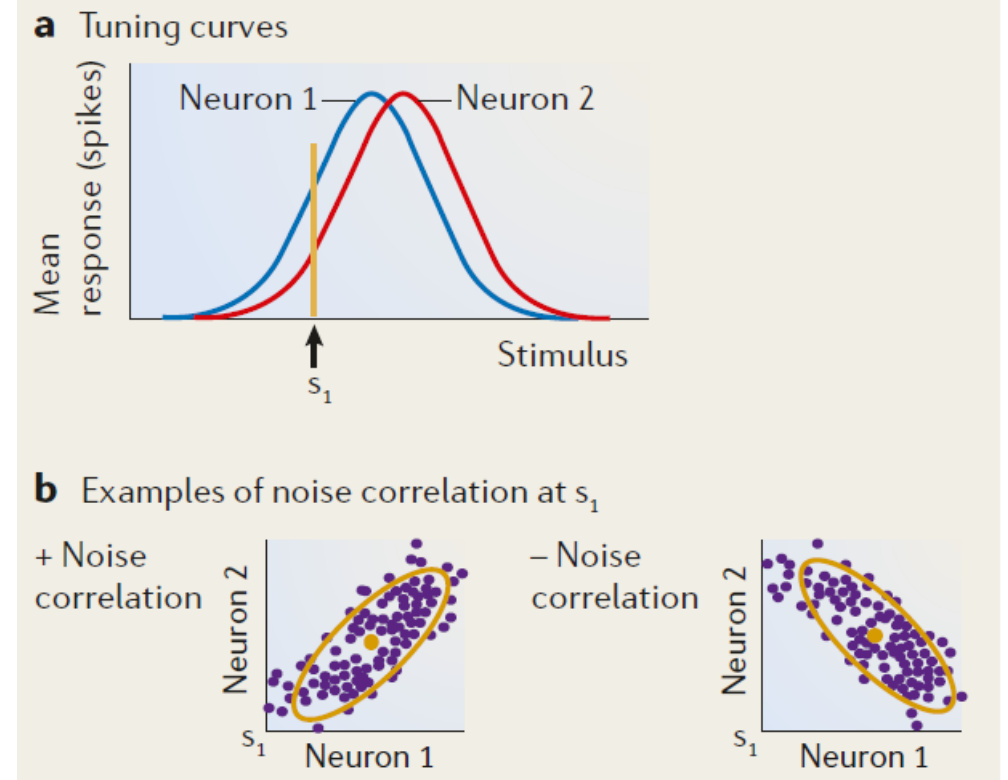 a Tuning curves
Mean
response (spikes)
Neuron 1
Neuron 2
Stimulus
s1
b Examples of noise correlation at s1
+ Noise
correlation
Neuron 2
s1
Neuron 1
– Noise
correlation
Neuron 2
s1
Neuron 1